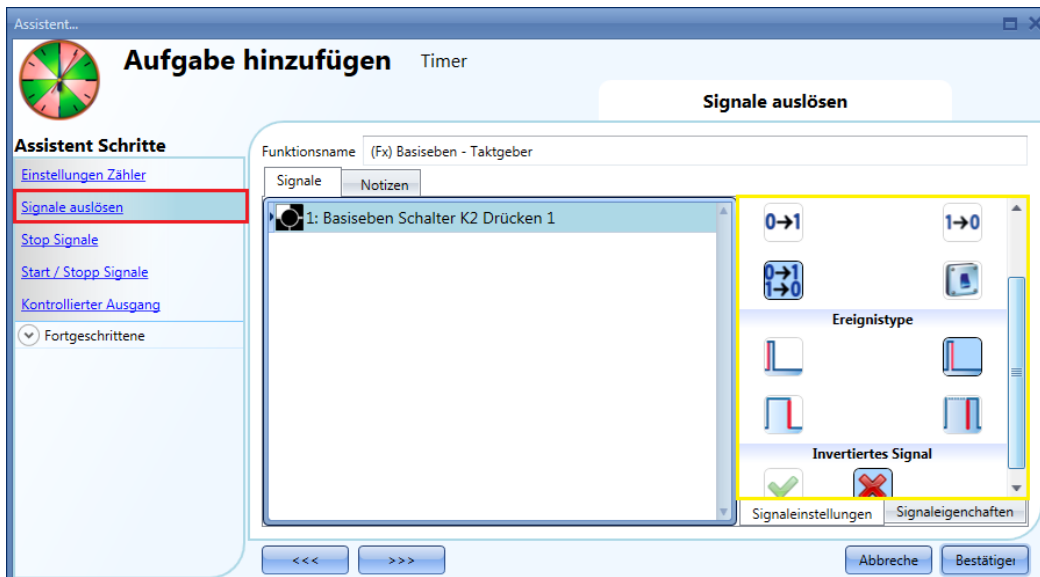 Assistent...
Aufgabe hinzufügen Timer
Signale auslösen
Assistent Schritte
Einstellungen Zähler
Signale auslösen
Stop Signale
Start / Stopp Signale
Kontrollierter Ausgang
Fortgeschrittene
Funktionsname (Fx) Basiseben - Taktgeber
Signale Notizen
1: Basiseben Schalter K2 Drücken 1
0→1 1→0
0→1
1→0
Ereignistype
Invertiertes Signal
Signaleinstellungen Signaleigenchaften
<<< >>> Abbreche Bestätiger